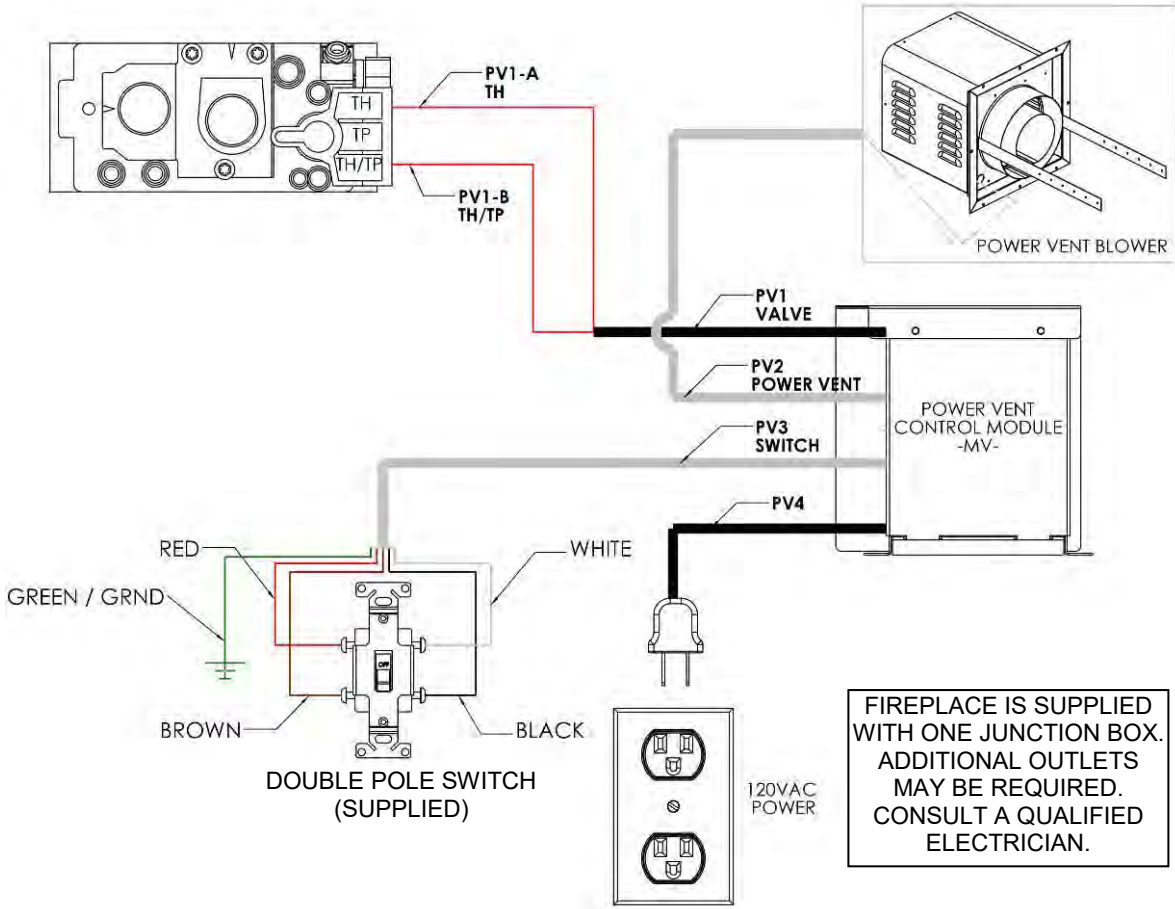 PV1-A
TH
TH
TP
TH/TP
PV1-B
TH/TP
POWER VENT BLOWER
PV1
VALVE
PV2
POWER VENT
POWER VENT
CONTROL MODULE
-MV-
PV3
SWITCH
PV4
RED
WHITE
GREEN / GRND
OFF
BROWN
BLACK
DOUBLE POLE SWITCH
(SUPPLIED)
120VAC
POWER
FIREPLACE IS SUPPLIED
WITH ONE JUNCTION BOX.
ADDITIONAL OUTLETS
MAY BE REQUIRED.
CONSULT A QUALIFIED
ELECTRICIAN.